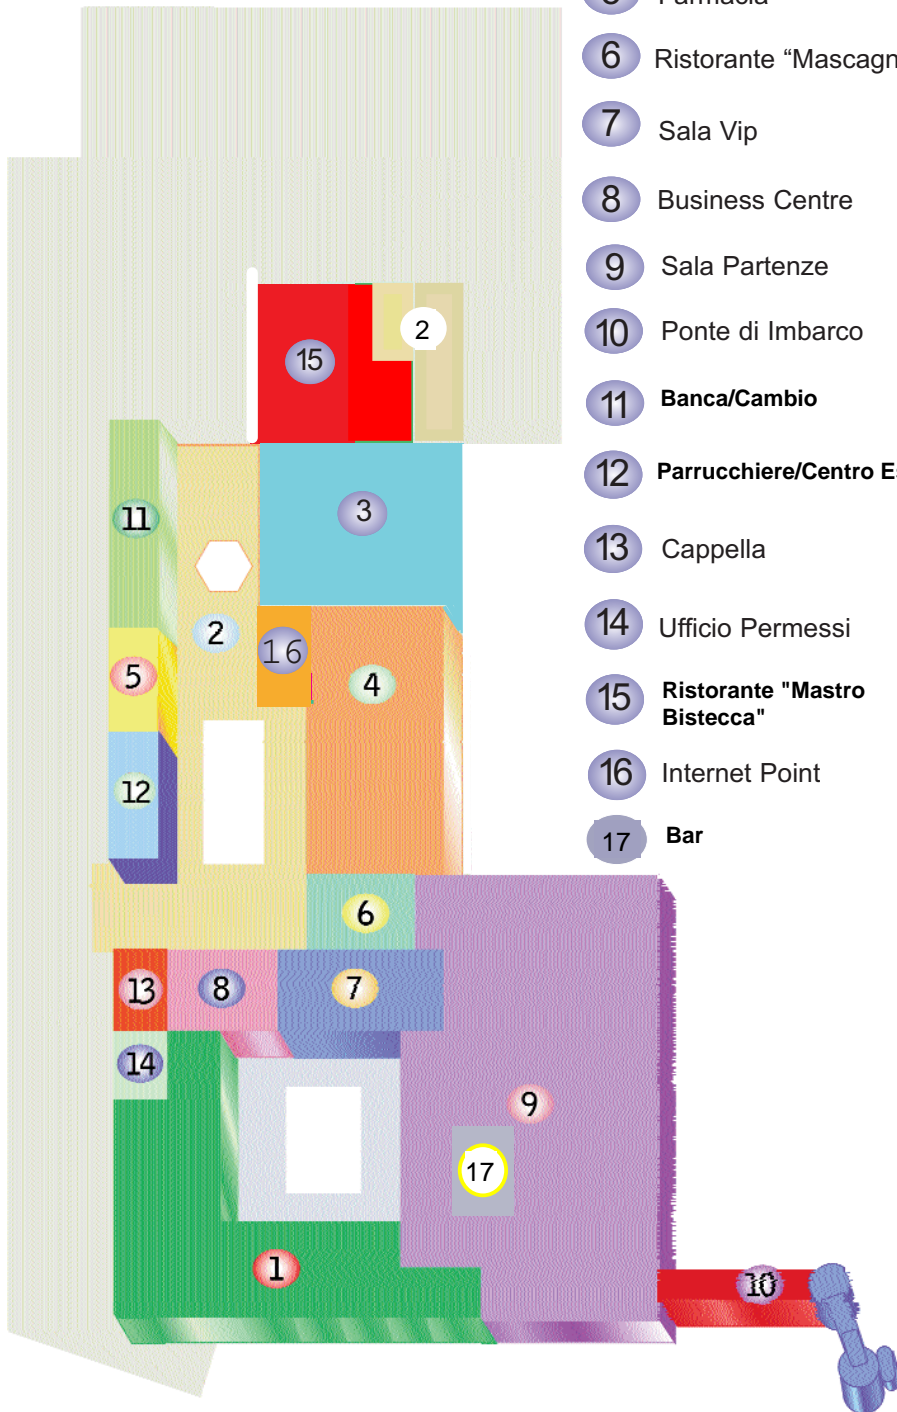 6 Ristorante “Mascagn
7 Sala Vip
8 Business Centre
9 Sala Partenze
10 Ponte di Imbarco
11 Banca/Cambio
12 Parrucchiere/Centro Es
13 Cappella
14 Ufficio Permessi
15 Ristorante "Mastro
Bistecca"
16 Internet Point
17 Bar
2
15
3
11
2
16
5
4
12
6
13
8
7
14
9
17
1
10